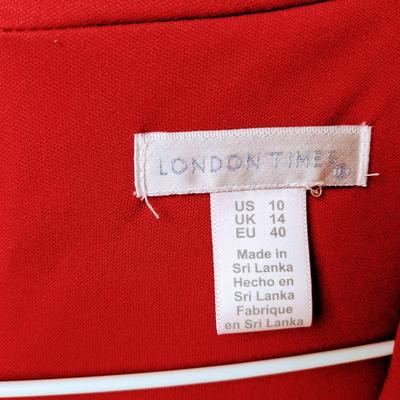 LONDON TIMES
US 10
UK 14
EU 40
Made in
Sri Lanka
Hecho en
Sri Lanka
Fabrique
en Sri Lanka